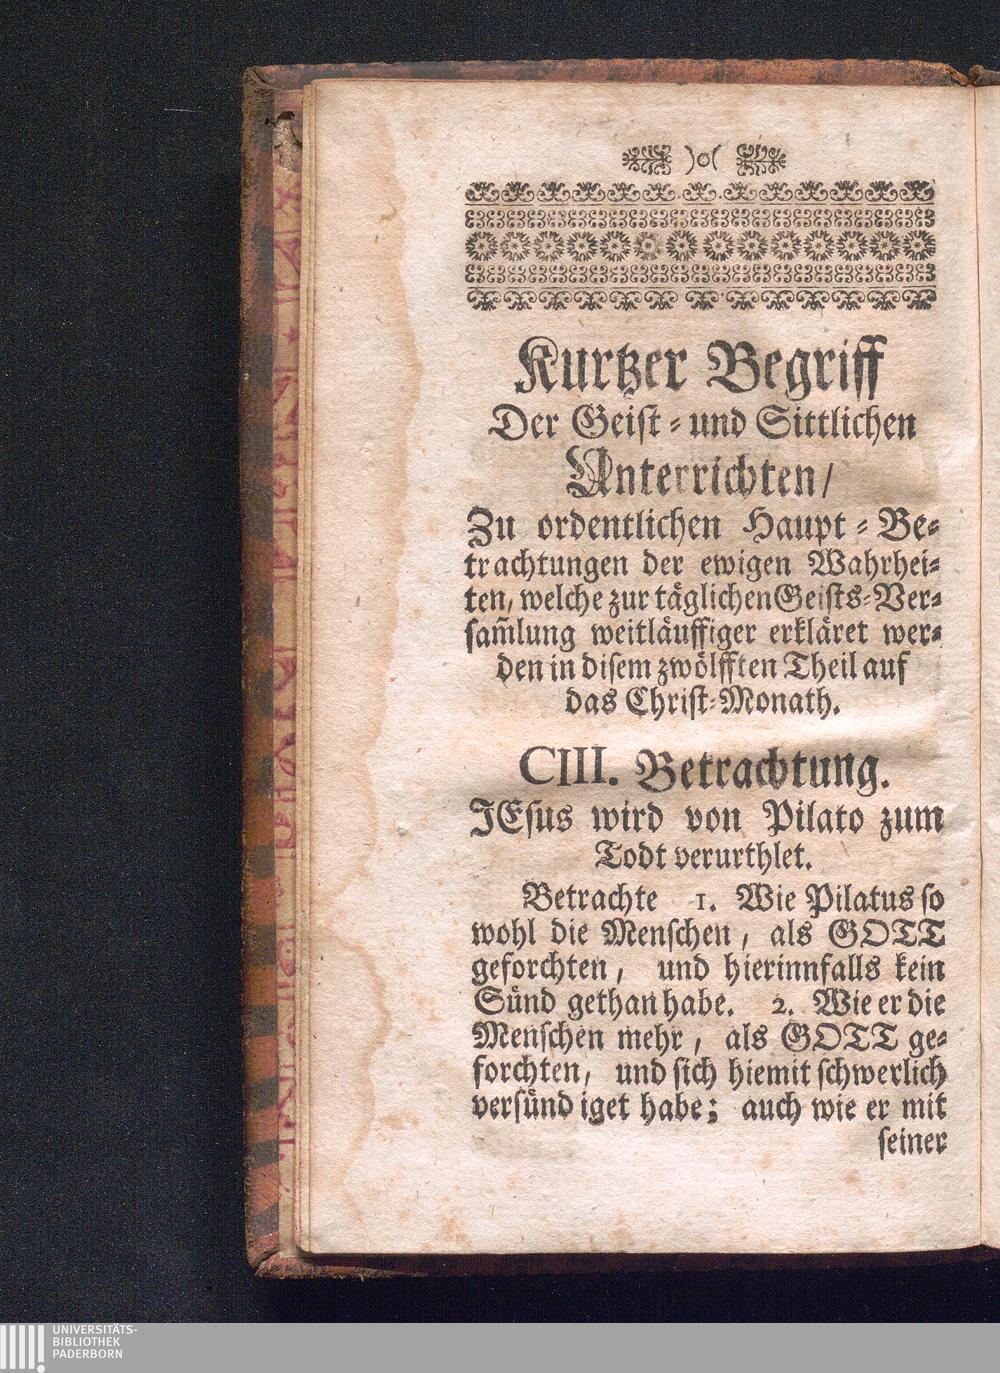 )o(
Kurtzer Begriff
Der Geist= und Sittlichen
Unterrichten/
Zu ordentlichen Haupt=Be=
trachtungen der ewigen Wahrhei=
ten, welche zur täglichen Geists=Ver=
sam̄lung weitläuffiger erkläret wer=
den in disem zwölfften Theil auf
das Christ=Monath.
CIII. Betrachtung.
JEsus wird von Pilato zum
Todt verurthlet.
Betrachte 1. Wie Pilatus so
wohl die Menschen, als GOTT
geforchten, und hierinnfalls kein
Sünd gethan habe. 2. Wie er die
Menschen mehr, als GOTT ge=
forchten, und sich hiemit schwerlich
versündiget habe; auch wie er mit
seiner
UNIVERSITÄTS-
BIBLIOTHEK
PADERBORN